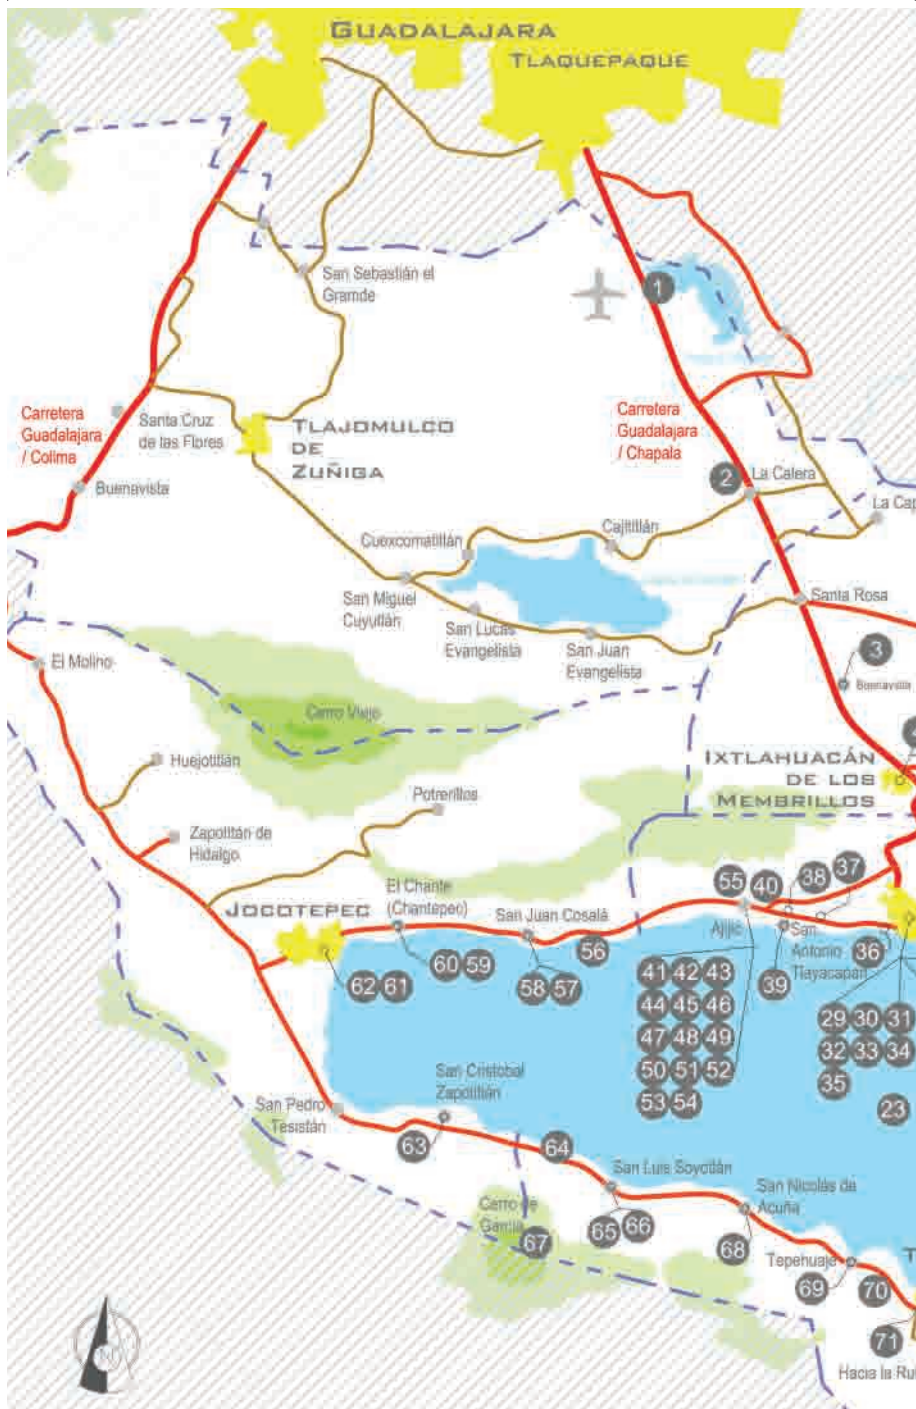 GUADALAJARA
TLAQUEPAQUE
San Sebastián el
Gramde
1
Carretera
Guadalajara
/ Colima
Santa Cruz
de las Flores
TLAJOMULCO
DE
ZUÑIGA
Carretera
Guadalajara
/ Chapala
2
La Calera
Buenavista
La Cap
Cuexcomatitlán
Cajititlán
San Miguel
Cuyutlán
San Lucas
Evangelista
San Juan
Evangelista
Santa Rosa
El Molino
3
Buenavista
Cerro Viejo
Huejotitlán
IXTLAHUACÁN
DE LOS
MEMBRILLOS
Potrerillos
Zapotitán de
Hidalgo
JOCOTEPEC
El Chante
(Chantepec)
San Juan Cosalá
55 40 38 37
Ajijic
San
Antonio
Tlayacapán
36
39
56
62 61
60 59
58 57
41 42 43
44 45 46
47 48 49
50 51 52
53 54
29 30 31
32 33 34
35
23
San Cristobal
Zapotitlán
San Pedro
Tesistán
63
64
San Luis Soyotlán
San Nicolás de
Acuña
Cerro de
García
65 66
67
68
Tepehuaje
69
70
71
T
N
Hacia la Ru